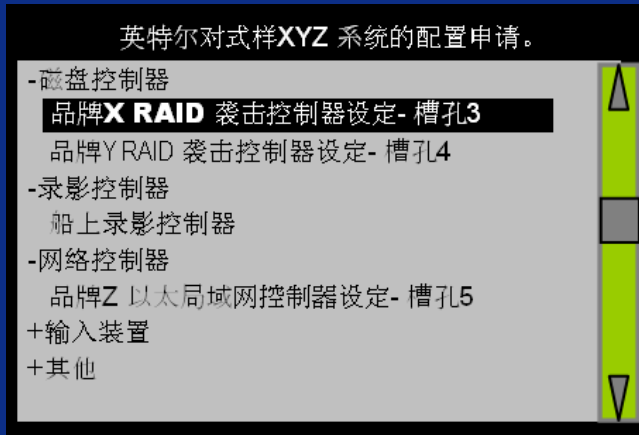 英特尔对式样XYZ 系统的配置申请。
-磁盘控制器
品牌X RAID 袭击控制器设定- 槽孔3
品牌Y RAID 袭击控制器设定- 槽孔4
-录影控制器
船上录影控制器
-网络控制器
品牌Z 以太局域网控制器设定- 槽孔5
+输入装置
+其他